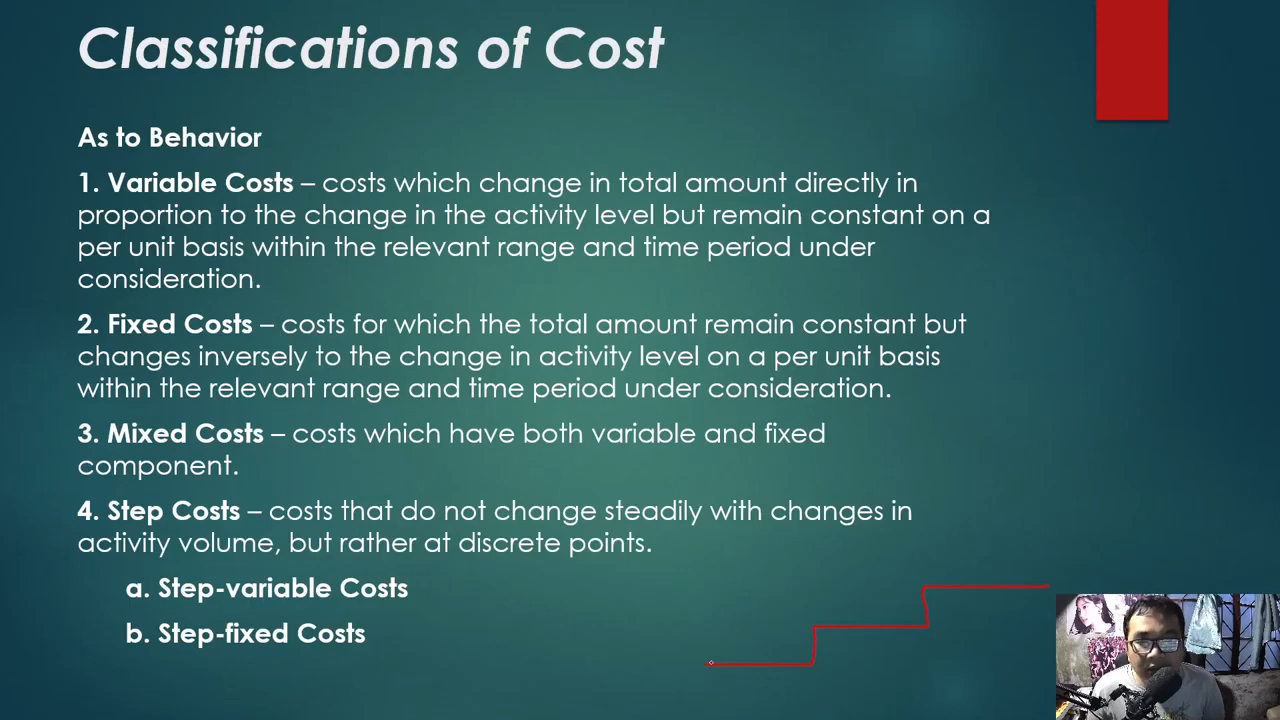 Classifications of Cost
As to Behavior
1. Variable Costs – costs which change in total amount directly in
proportion to the change in the activity level but remain constant on a
per unit basis within the relevant range and time period under
consideration.
2. Fixed Costs – costs for which the total amount remain constant but
changes inversely to the change in activity level on a per unit basis
within the relevant range and time period under consideration.
3. Mixed Costs – costs which have both variable and fixed
component.
4. Step Costs – costs that do not change steadily with changes in
activity volume, but rather at discrete points.
a. Step-variable Costs
b. Step-fixed Costs